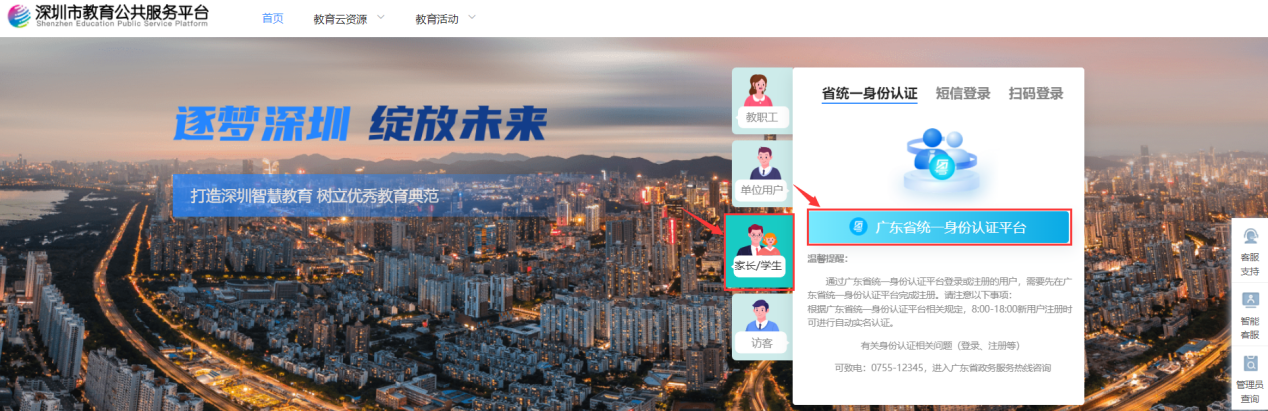 深圳市教育公共服务平台
Shenzhen Education Public Service Platform
首页
教育云资源
教育活动
逐梦深圳 绽放未来
打造深圳智慧教育 树立优秀教育典范
教职工
单位用户
家长/学生
访客
省统一身份认证
短信登录
扫码登录
广东省统一身份认证平台
温馨提醒:
通过广东省统一身份认证平台登录或注册的用户，需要先在广
东省统一身份认证平台完成注册。请注意以下事项:
根据广东省统一身份认证平台相关规定，8:00-18:00新用户注册时
可进行自动实名认证。
有关身份认证相关问题（登录、注册等）
可致电：0755-12345，进入广东省政务服务热线咨询
客服
支持
智能
客服
管理员
查询